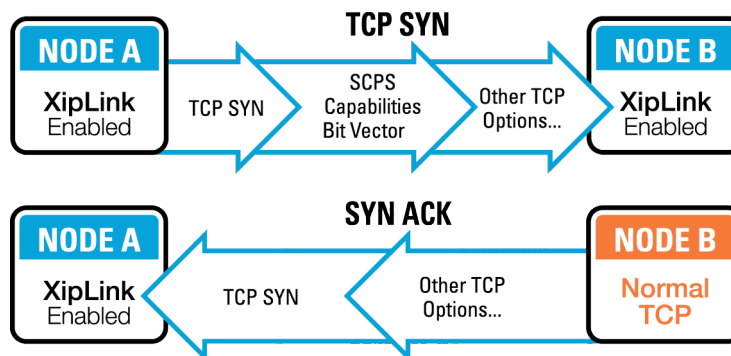 TCP SYN
NODE A
XipLink
Enabled
TCP SYN
SCPS
Capabilities
Bit Vector
Other TCP
Options...
NODE B
XipLink
Enabled
SYN ACK
NODE A
XipLink
Enabled
TCP SYN
Other TCP
Options...
NODE B
Normal
TCP